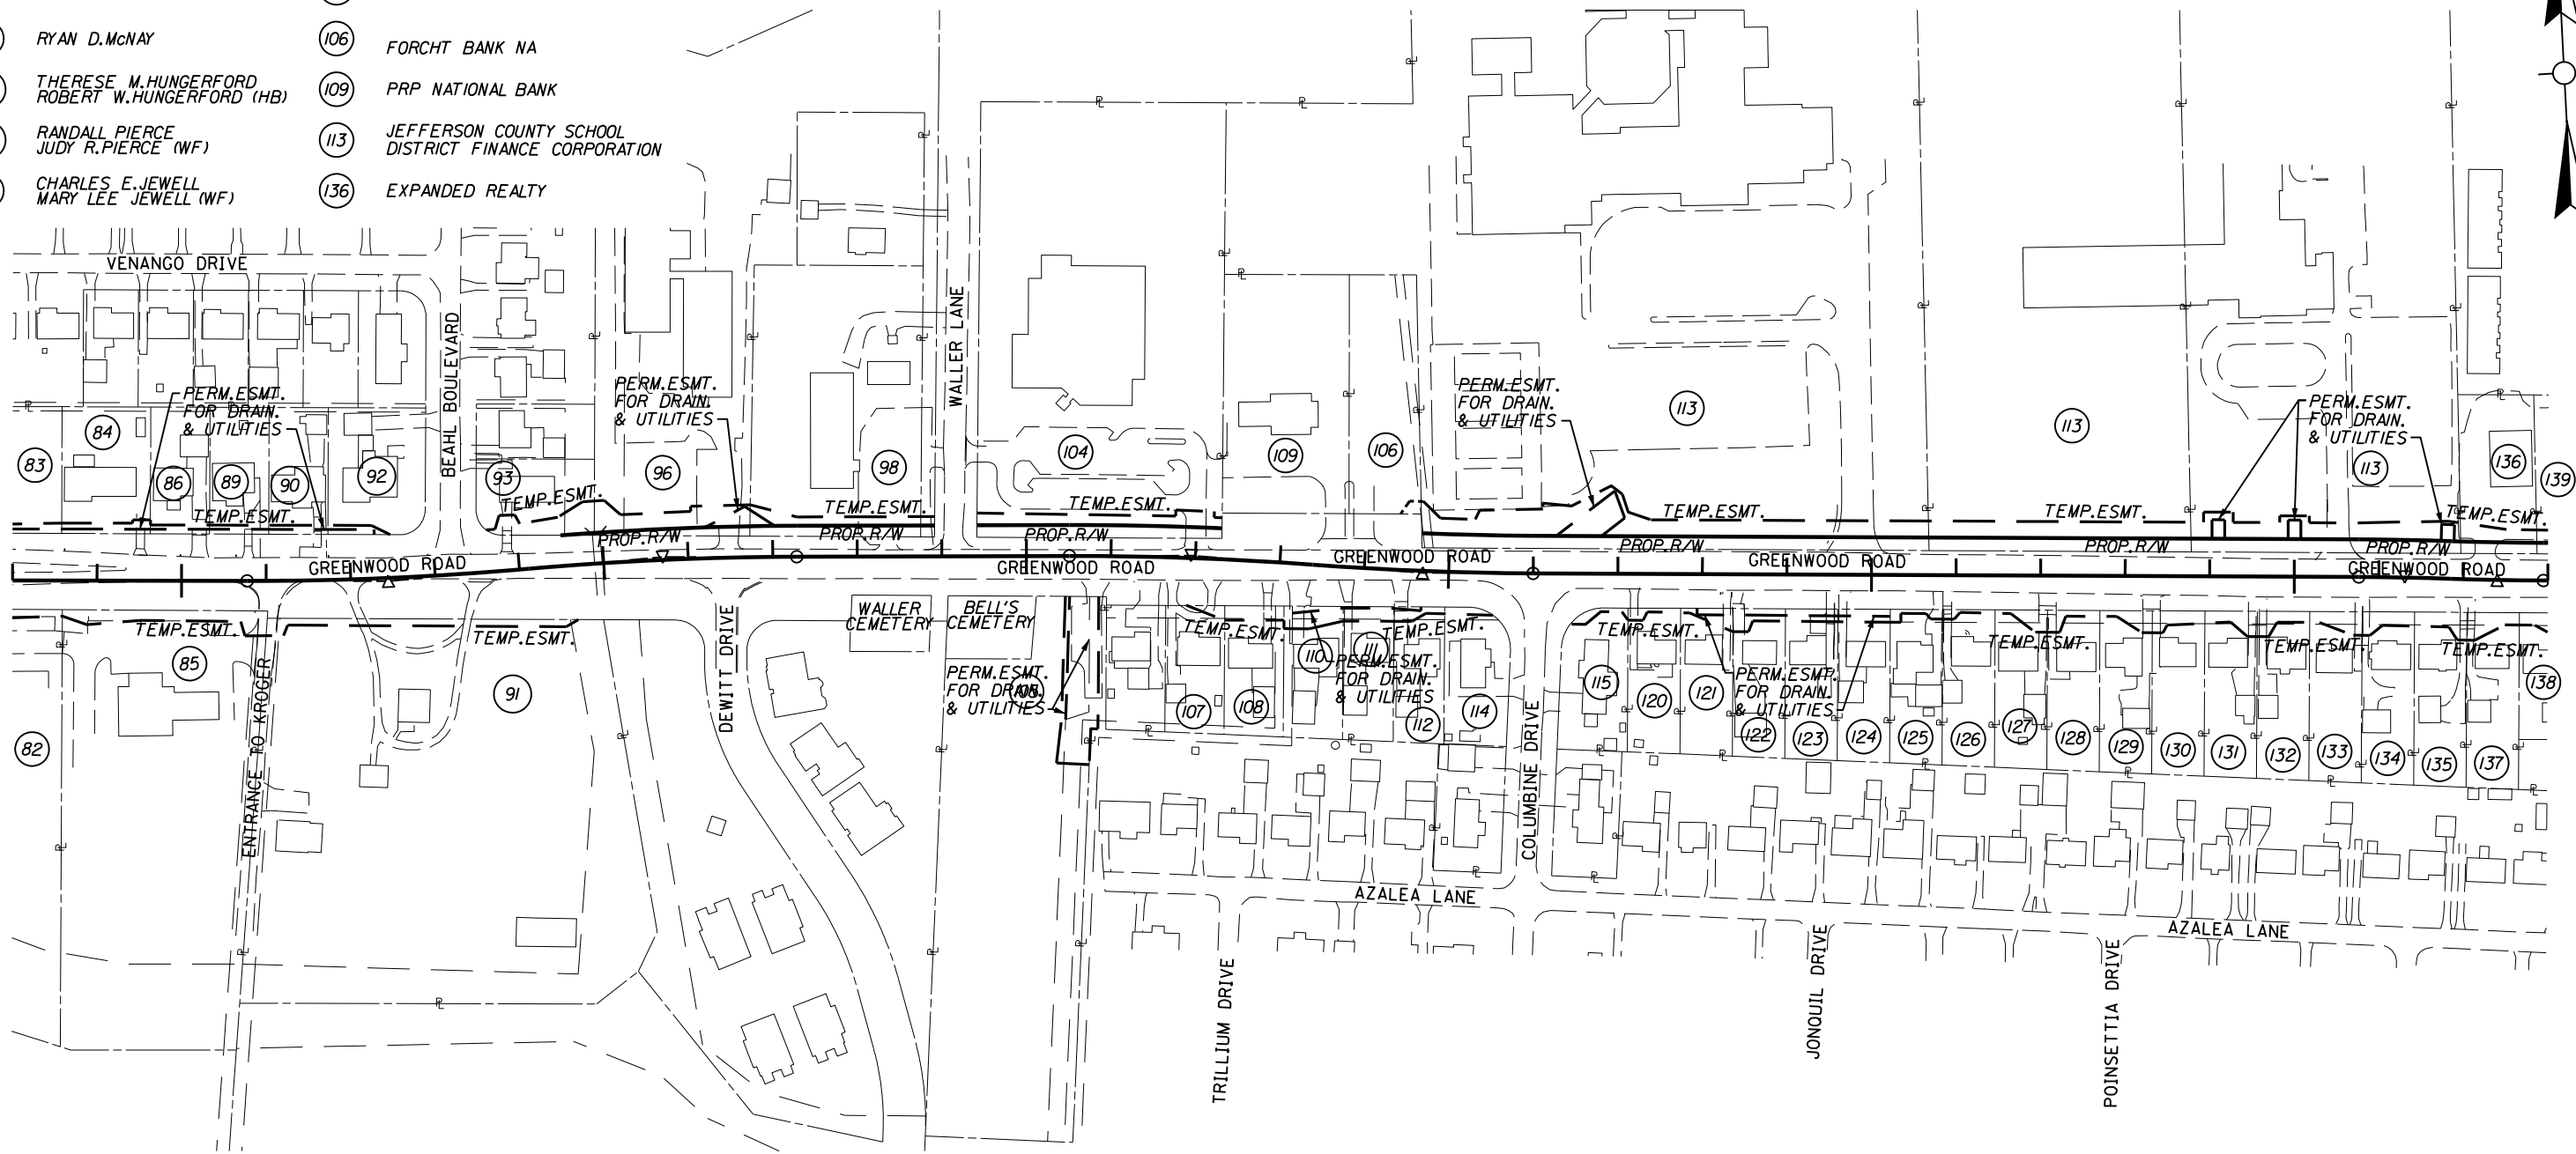 RYAN D. McNAY
106
FORCHT BANK NA
THERESE M. HUNGERFORD
ROBERT W. HUNGERFORD (HB)
109
PRP NATIONAL BANK
RANDALL PIERCE
JUDY R. PIERCE (WF)
113
JEFFERSON COUNTY SCHOOL
DISTRICT FINANCE CORPORATION
CHARLES E. JEWELL
MARY LEE JEWELL (WF)
136
EXPANDED REALTY
VENANGO DRIVE
BEAHL BOULEVARD
WALLER LANE
PERM. ESMT.
FOR DRAIN.
& UTILITIES
PERM. ESMT.
FOR DRAIN.
& UTILITIES
PERM. ESMT.
FOR DRAIN.
& UTILITIES
PERM. ESMT.
FOR DRAIN.
& UTILITIES
83
84
86
89
90
92
93
96
98
104
109
106
113
113
113
136
139
TEMP. ESMT.
TEMP. ESMT.
TEMP. ESMT.
TEMP. ESMT.
TEMP. ESMT.
TEMP. ESMT.
TEMP. ESMT.
PROP. R/W
PROP. R/W
PROP. R/W
PROP. R/W
PROP. R/W
PROP. R/W
GREENWOOD ROAD
GREENWOOD ROAD
GREENWOOD ROAD
GREENWOOD ROAD
GREENWOOD ROAD
TEMP. ESMT.
TEMP. ESMT.
WALLER
CEMETERY
BELL'S
CEMETERY
TEMP. ESMT.
TEMP. ESMT.
TEMP. ESMT.
TEMP. ESMT.
TEMP. ESMT.
TEMP. ESMT.
82
85
91
ENTRANCE TO KROGER
DEWITT DRIVE
PERM. ESMT.
FOR DRAIN.
& UTILITIES
107
108
110
111
PERM. ESMT.
FOR DRAIN.
& UTILITIES
112
114
COLUMBINE DRIVE
115
120
121
PERM. ESMT.
FOR DRAIN.
& UTILITIES
122
123
124
125
126
127
128
129
130
131
132
133
134
135
137
138
AZALEA LANE
AZALEA LANE
TRILLIUM DRIVE
JONQUIL DRIVE
POINSETTIA DRIVE